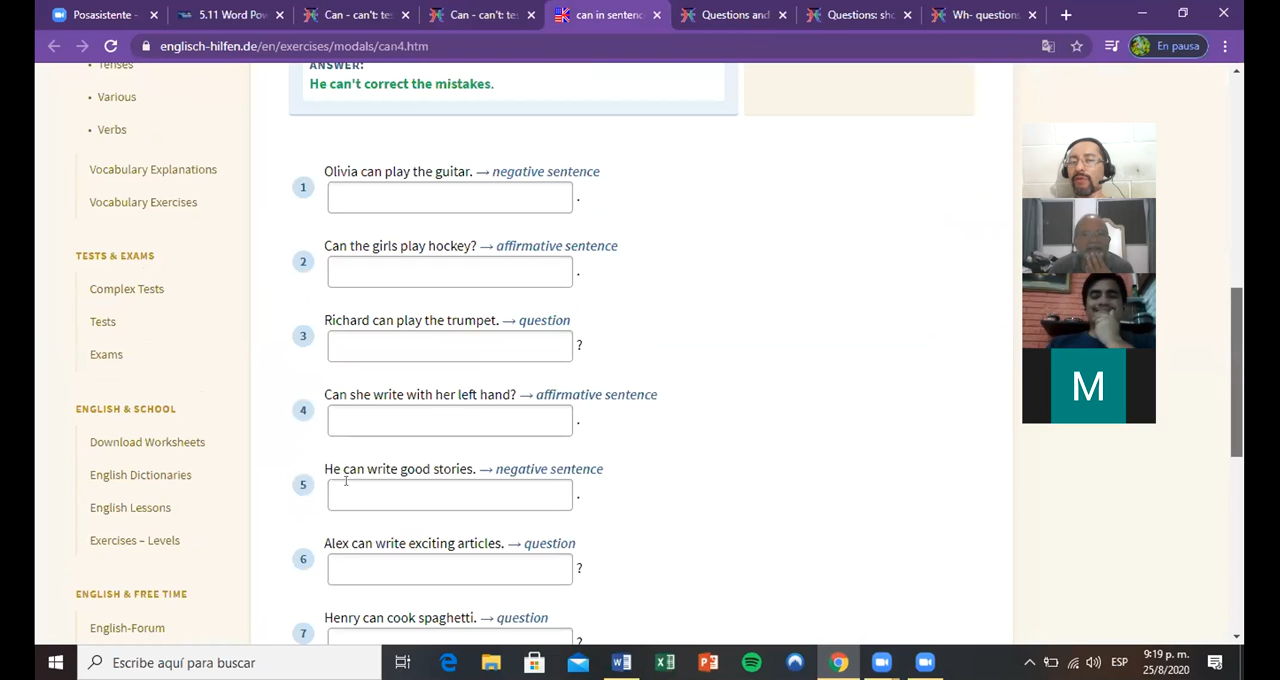 Posasistente -
5.11 Word Pow
Can - can't: tes
Can - can't: tes
can in sentenc
Questions and
Questions: sho
Wh- questions
englisch-hilfen.de/en/exercises/modals/can4.htm
En pausa
Tenses
• Various
• Verbs
Vocabulary Explanations
Vocabulary Exercises
TESTS & EXAMS
Complex Tests
Tests
Exams
ENGLISH & SCHOOL
Download Worksheets
English Dictionaries
English Lessons
Exercises – Levels
ENGLISH & FREE TIME
English-Forum
ANSWER:
He can't correct the mistakes.
1 Olivia can play the guitar. → negative sentence
.
2 Can the girls play hockey? → affirmative sentence
.
3 Richard can play the trumpet. → question
?
4 Can she write with her left hand? → affirmative sentence
.
5 He can write good stories. → negative sentence
.
6 Alex can write exciting articles. → question
?
7 Henry can cook spaghetti. → question
?
M
Escribe aquí para buscar
ESP
9:19 p. m.
25/8/2020